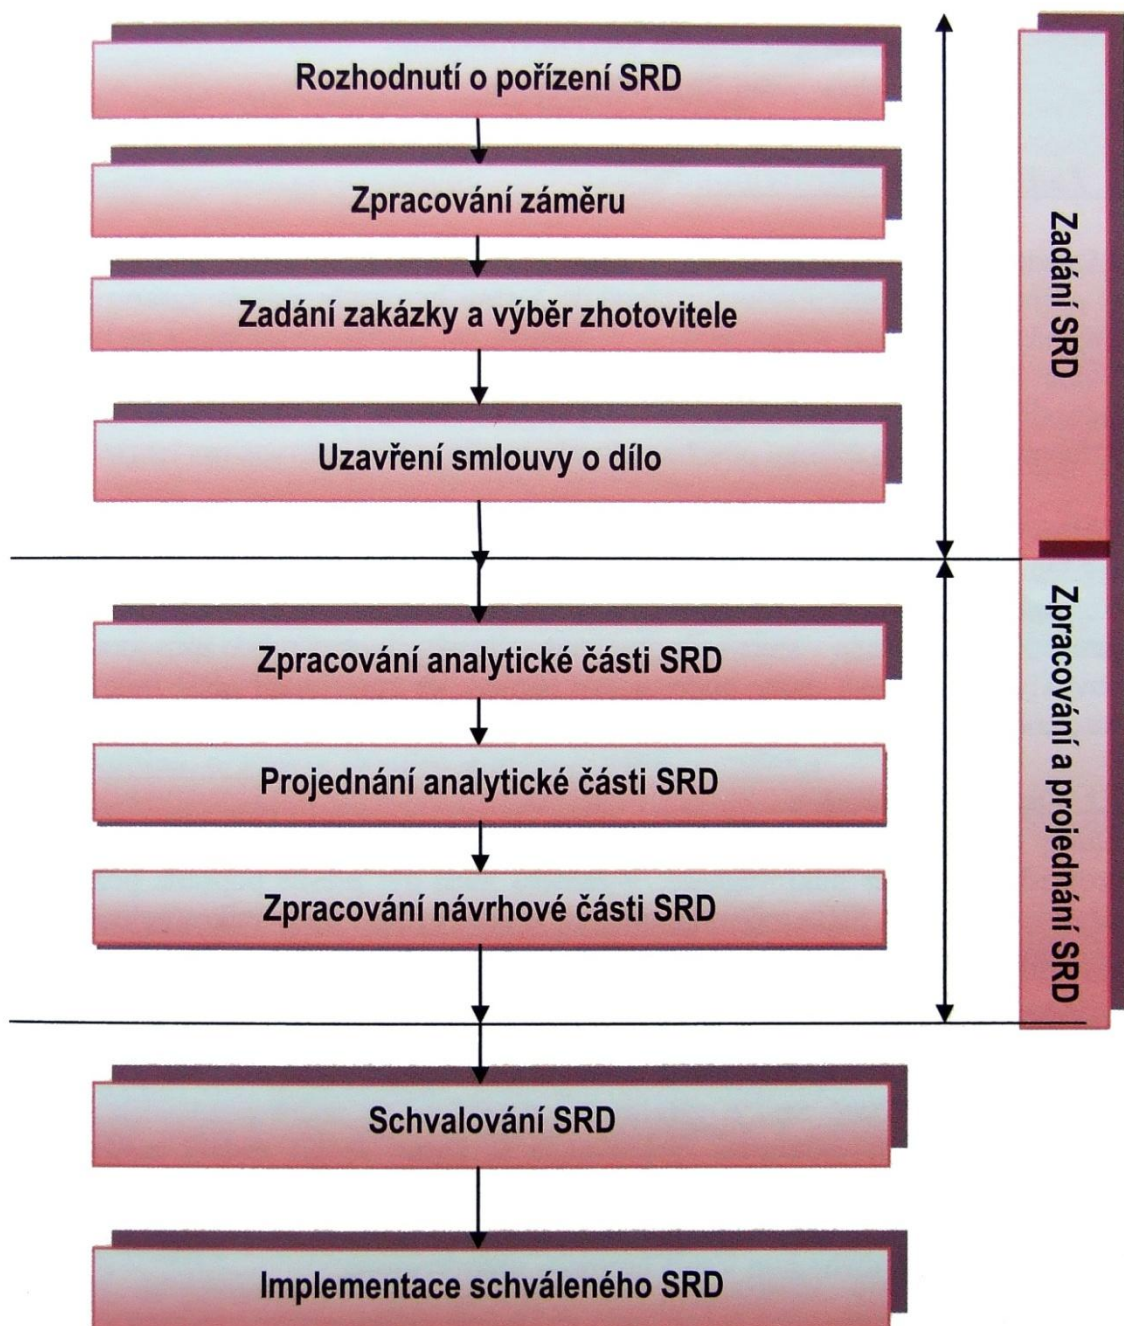 Rozhodnutí o pořízení SRD
Zpracování záměru
Zadání zakázky a výběr zhotovitele
Uzavření smlouvy o dílo
Zadání SRD
Zpracování analytické části SRD
Projednání analytické části SRD
Zpracování návrhové části SRD
Zpracování a projednání SRD
Schvalování SRD
Implementace schváleného SRD